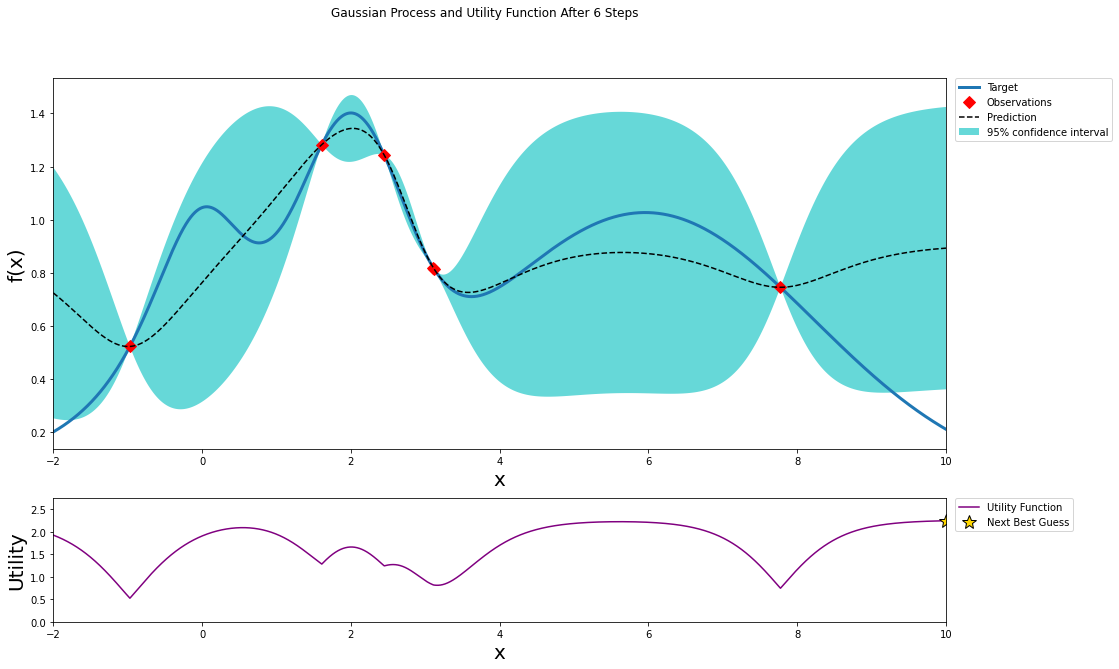 Gaussian Process and Utility Function After 6 Steps
f(x)
1.4
1.2
1.0
0.8
0.6
0.4
0.2
−2
0
2
4
6
8
10
x
Target
Observations
Prediction
95% confidence interval
Utility
2.5
2.0
1.5
1.0
0.5
0.0
−2
0
2
4
6
8
10
x
Utility Function
Next Best Guess